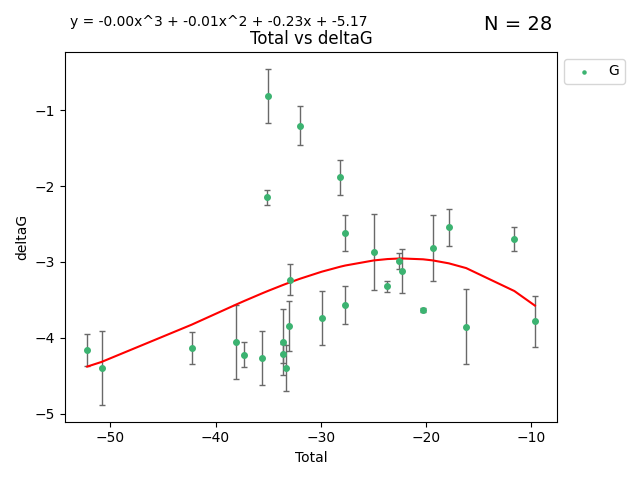 y = -0.00x^3 + -0.01x^2 + -0.23x + -5.17
N = 28
Total vs deltaG
G
−1
−2
−3
−4
−5
deltaG
−50
−40
−30
−20
−10
Total